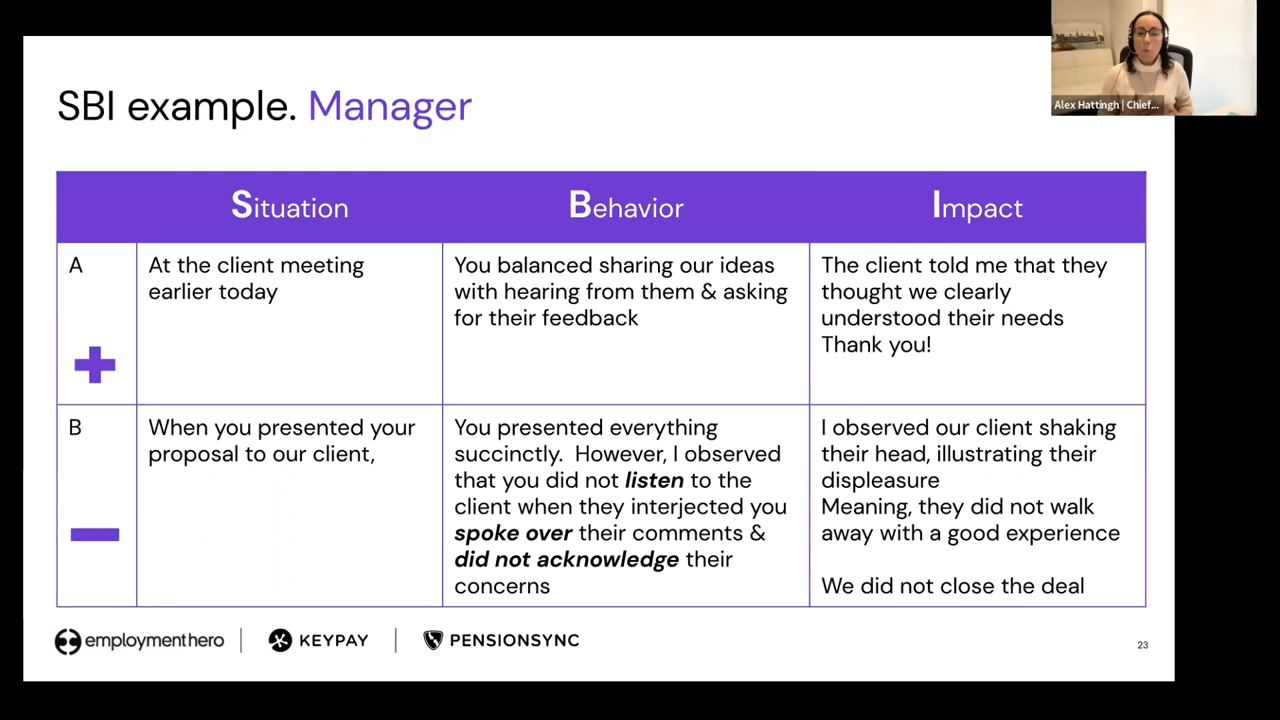 Alex Hattingh | Chief...
SBI example. Manager
Situation
Behavior
Impact
A
At the client meeting
earlier today
You balanced sharing our ideas
with hearing from them & asking
for their feedback
The client told me that they
thought we clearly
understood their needs
Thank you!
B
When you presented your
proposal to our client,
You presented everything
succinctly. However, I observed
that you did not listen to the
client when they interjected you
spoke over their comments &
did not acknowledge their
concerns
I observed our client shaking
their head, illustrating their
displeasure
Meaning, they did not walk
away with a good experience
We did not close the deal
employmenthero
KEYPAY
PENSIONSYNC
23